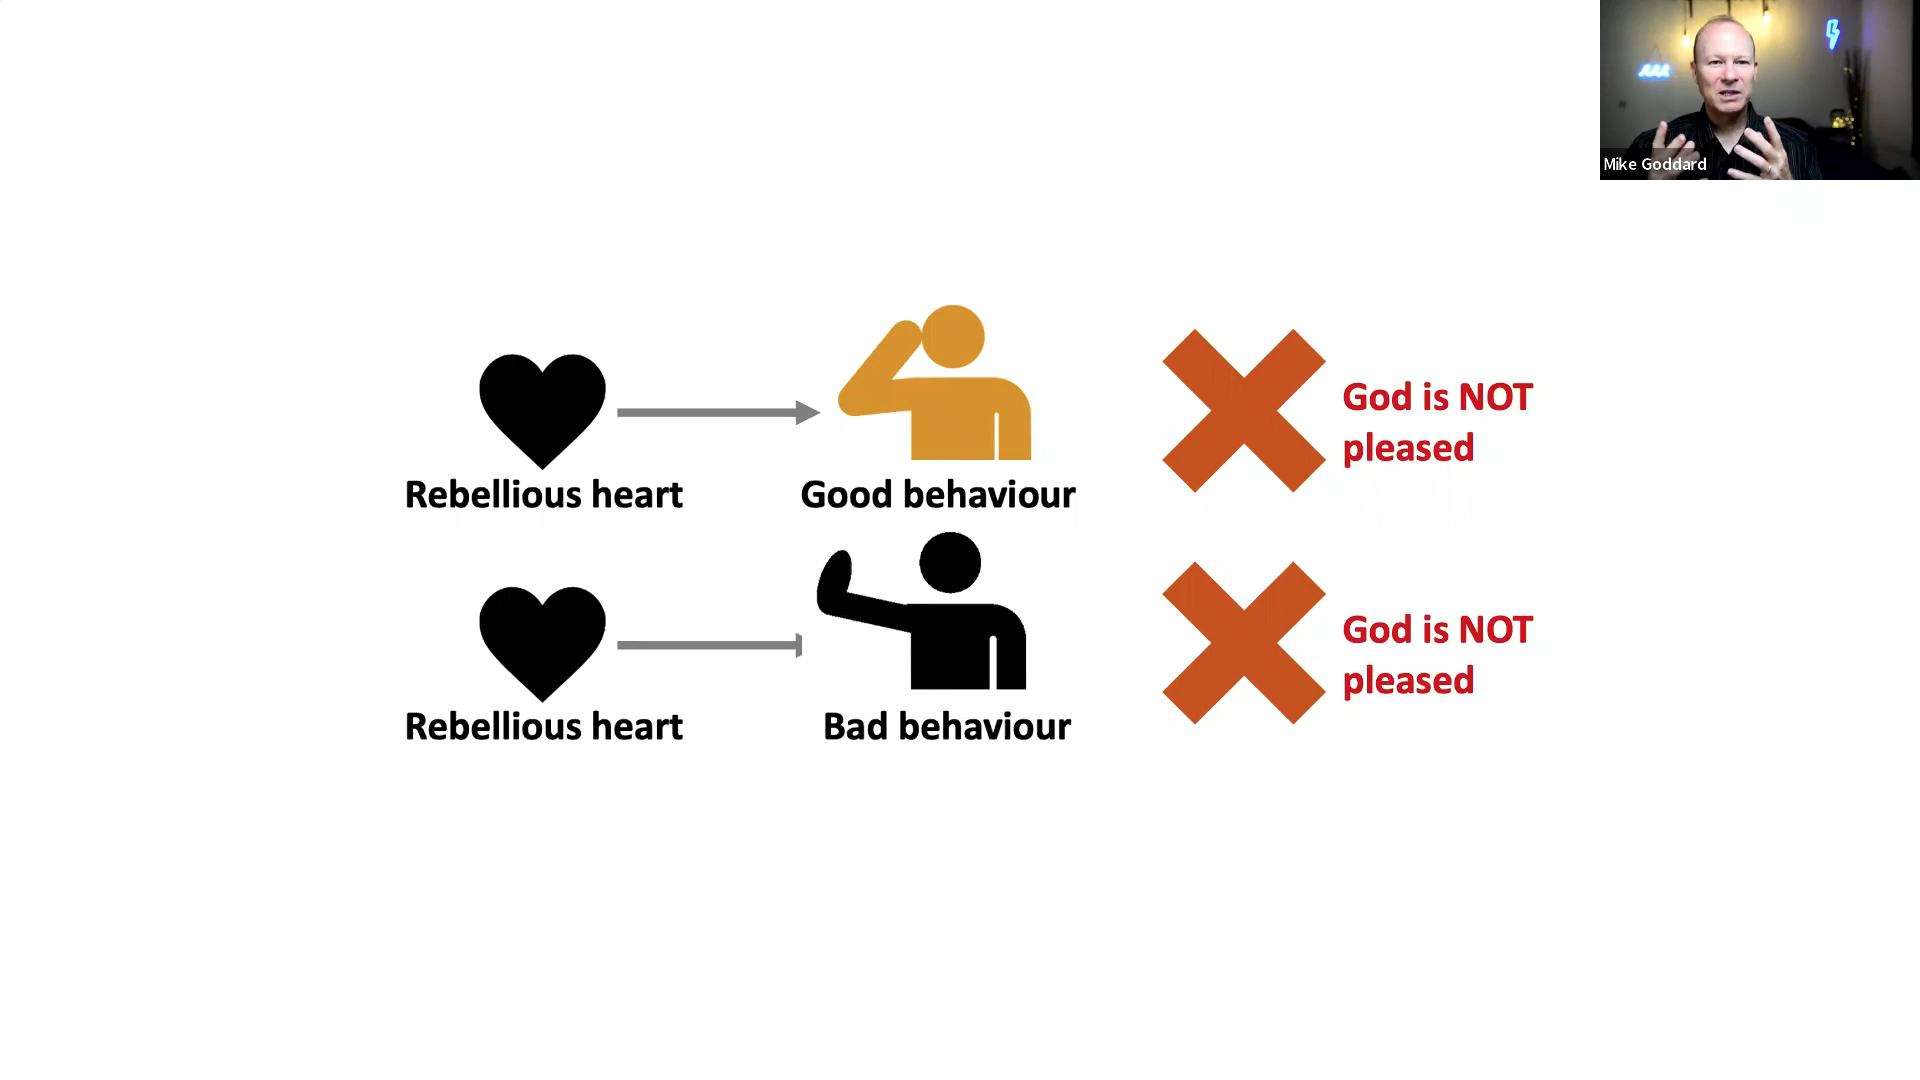 Mike Goddard
God is NOT
pleased
Rebellious heart
Good behaviour
God is NOT
pleased
Rebellious heart
Bad behaviour